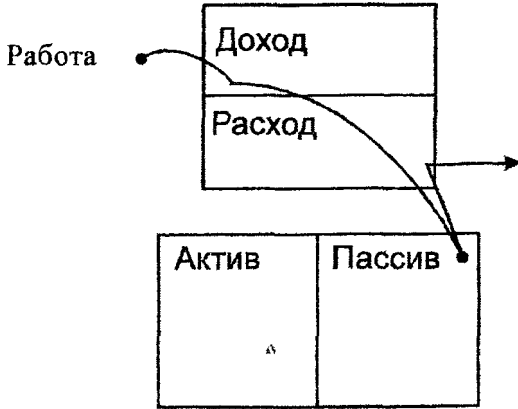 Доход
Работа
Расход
Актив
Пассив